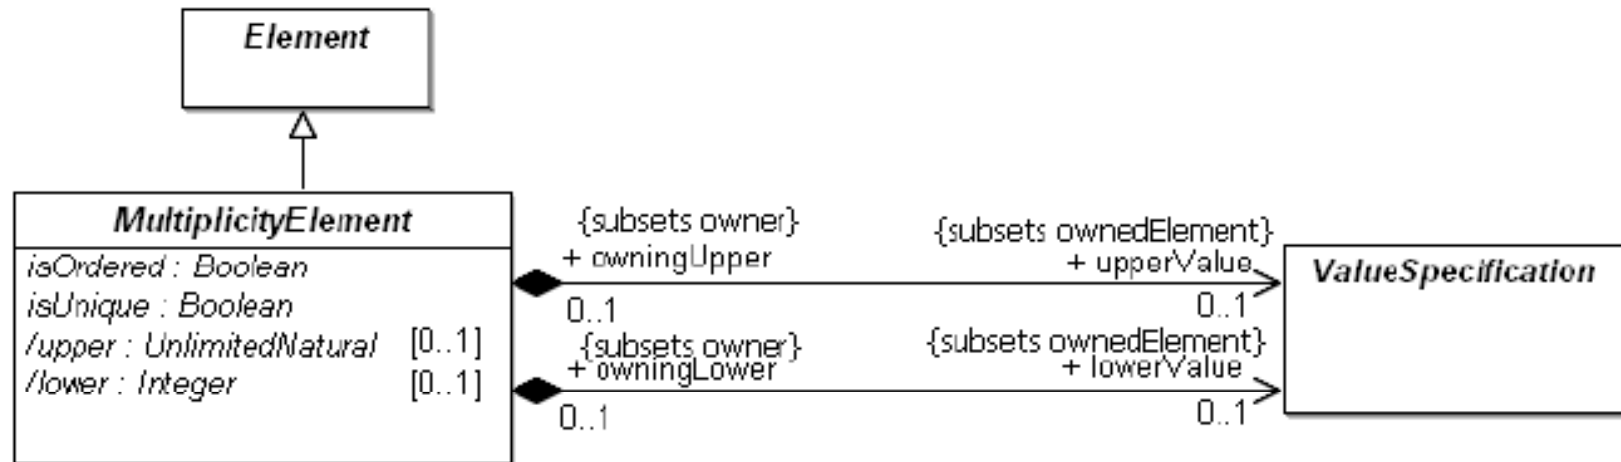 Element
MultiplicityElement
isOrdered : Boolean
isUnique : Boolean
/upper : UnlimitedNatural [0..1]
/lower : Integer [0..1]
{subsets owner}
+ owningUpper
0..1
{subsets ownedElement}
+ upperValue
0..1
{subsets owner}
+ owningLower
0..1
{subsets ownedElement}
+ lowerValue
0..1
ValueSpecification